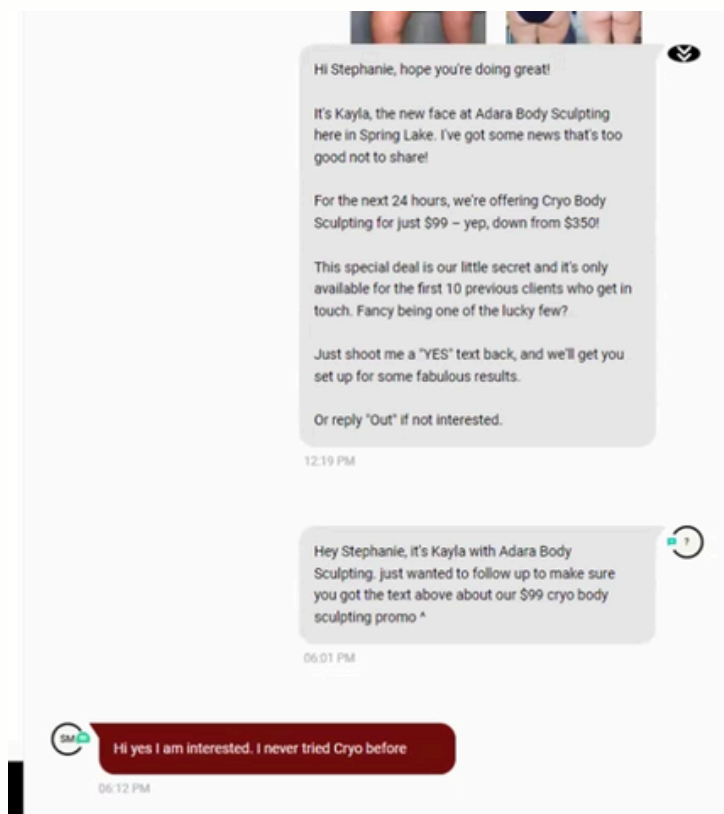 Hi Stephanie, hope you're doing great!
It's Kayla, the new face at Adara Body Sculpting
here in Spring Lake. I've got some news that's too
good not to share!
For the next 24 hours, we're offering Cryo Body
Sculpting for just $99 – yep, down from $350!
This special deal is our little secret and it's only
available for the first 10 previous clients who get in
touch. Fancy being one of the lucky few?
Just shoot me a "YES" text back, and we'll get you
set up for some fabulous results.
Or reply "Out" if not interested.
12:19 PM
?
Hey Stephanie, it's Kayla with Adara Body
Sculpting. just wanted to follow up to make sure
you got the text above about our $99 cryo body
sculpting promo ^
06:01 PM
SM
Hi yes I am interested. I never tried Cryo before
06:12 PM